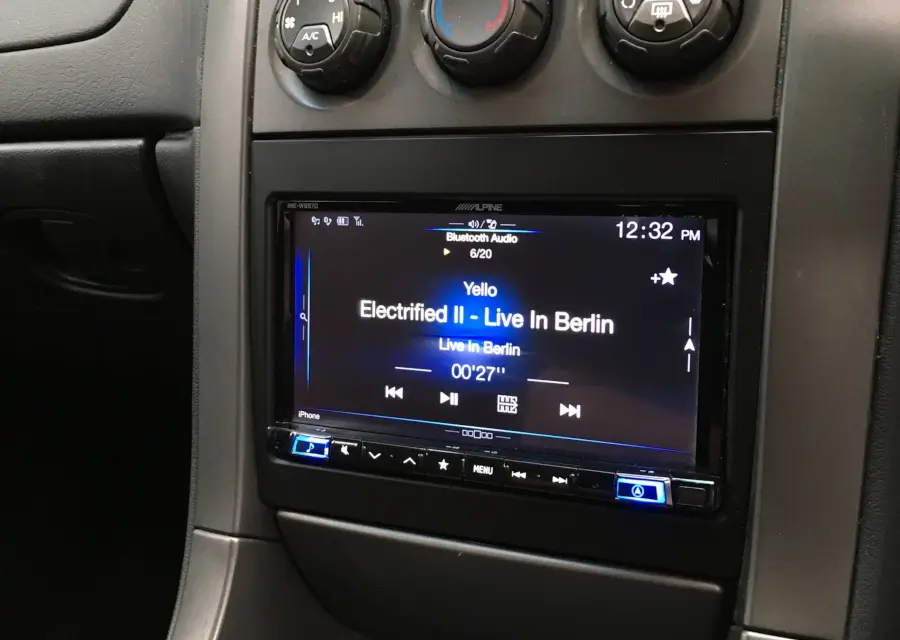 HI
A/C
ALPINE
12:32 PM
Bluetooth Audio
6/20
Yello
Electrified II - Live In Berlin
Live In Berlin
00'27''
iPhone
MENU